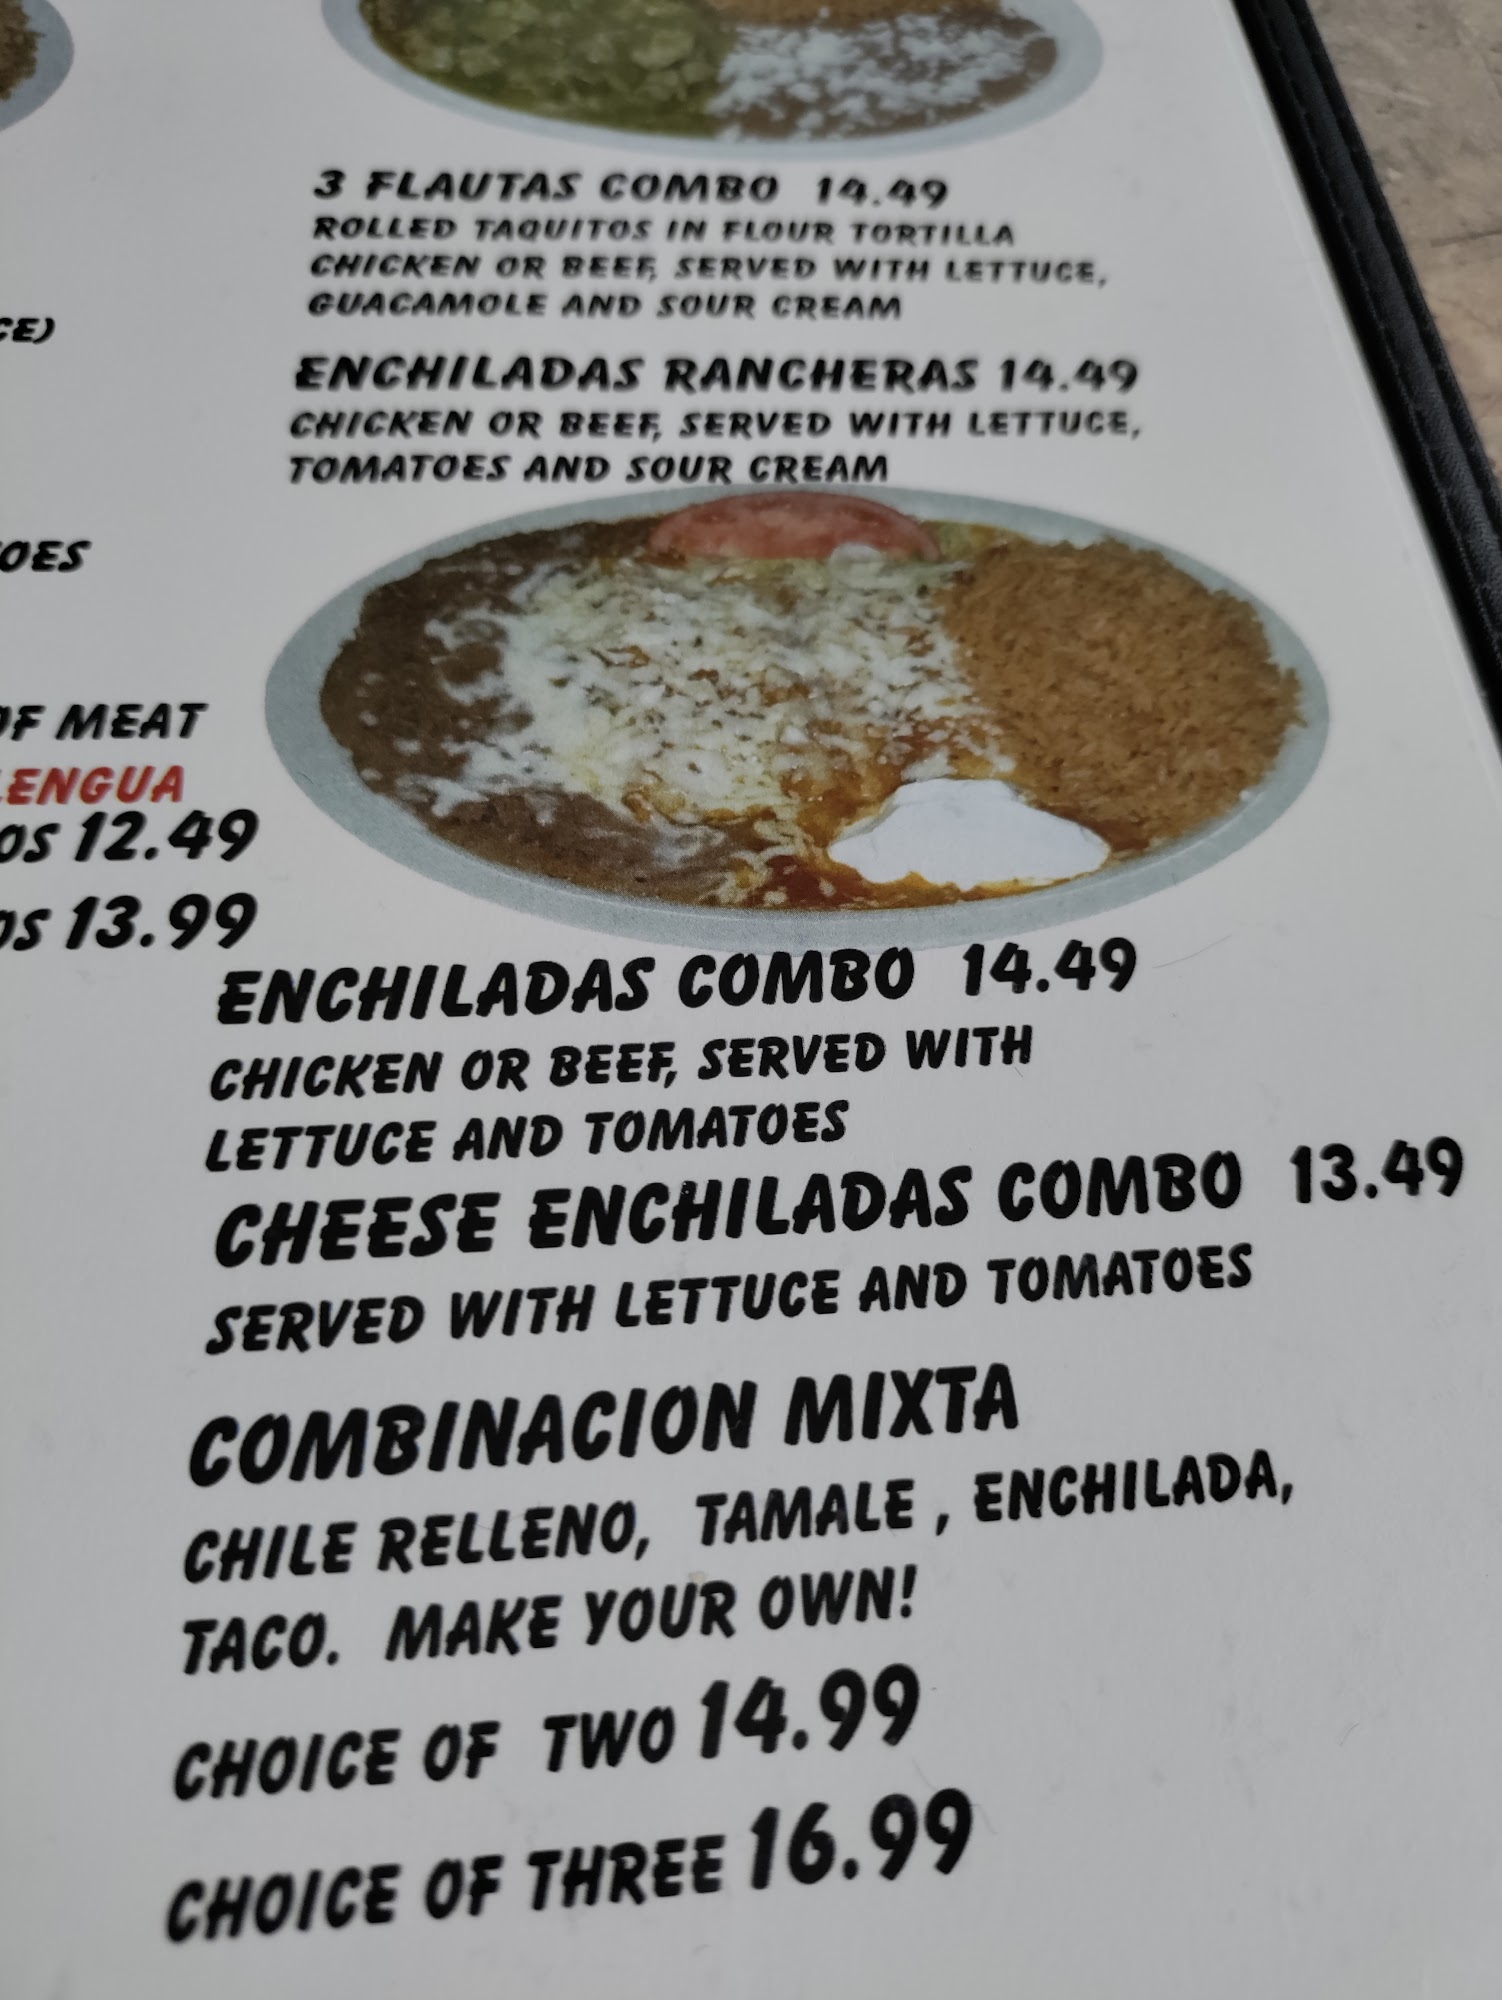 CE)
OES
OF MEAT
LENGUA
OS 12.49
OS 13.99
3 FLAUTAS COMBO 14.49
ROLLED TAQUITOS IN FLOUR TORTILLA
CHICKEN OR BEEF, SERVED WITH LETTUCE,
GUACAMOLE AND SOUR CREAM
ENCHILADAS RANCHERAS 14.49
CHICKEN OR BEEF, SERVED WITH LETTUCE,
TOMATOES AND SOUR CREAM
ENCHILADAS COMBO 14.49
CHICKEN OR BEEF, SERVED WITH
LETTUCE AND TOMATOES
CHEESE ENCHILADAS COMBO 13.49
SERVED WITH LETTUCE AND TOMATOES
COMBINACION MIXTA
CHILE RELLENO, TAMALE , ENCHILADA,
TACO. MAKE YOUR OWN!
CHOICE OF TWO 14.99
CHOICE OF THREE 16.99